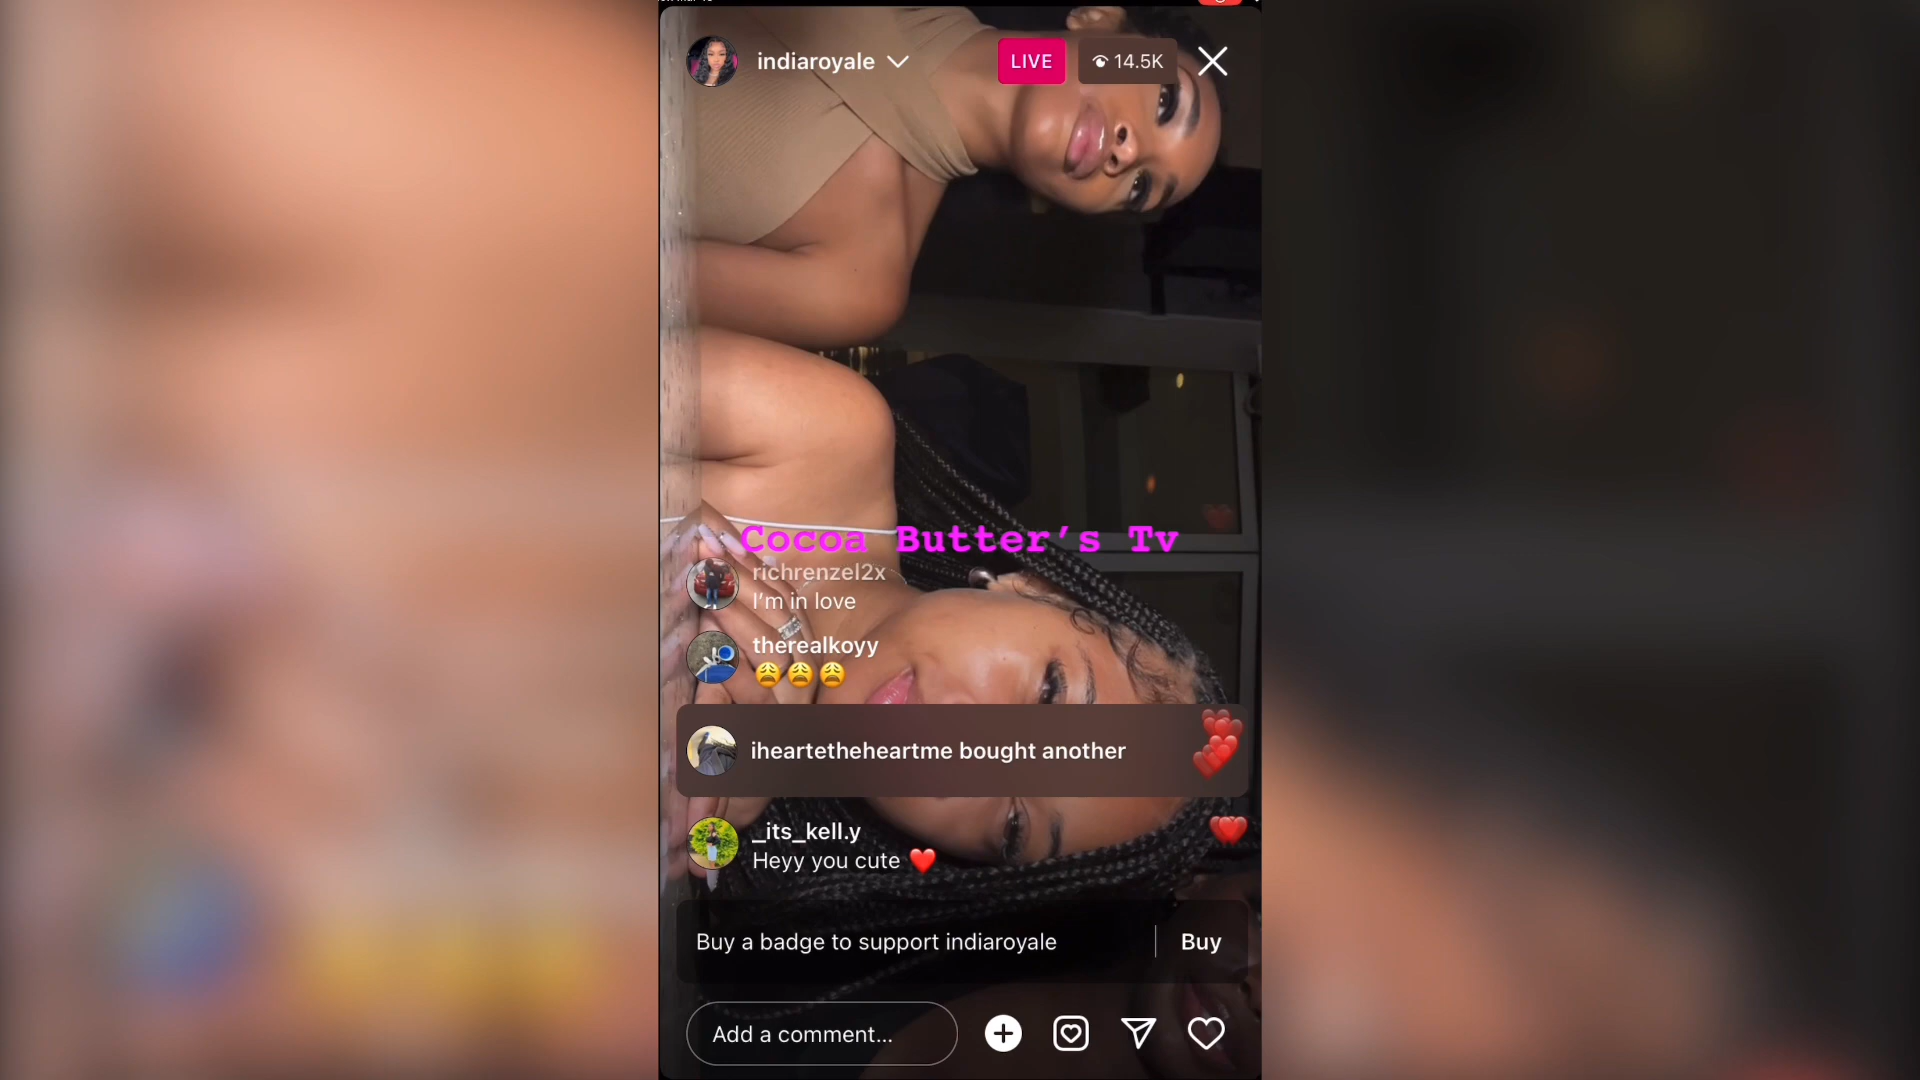 indiaroyale
LIVE
14.5K
Cocoa Butter's Tv
richrenzel2x
I'm in love
therealkoyy
😩😩😩
iheartetheheartme bought another
_its_kell.y
Heyy you cute ❤️
Buy a badge to support indiaroyale
Buy
Add a comment...